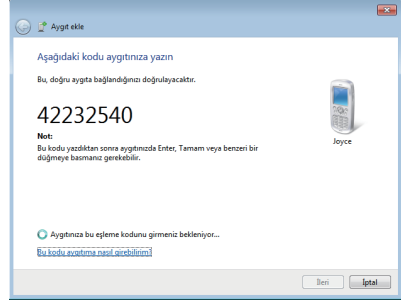 Aygıt ekle
Aşağıdaki kodu aygıtınıza yazın
Bu, doğru aygıta bağlandığınızı doğrulayacaktır.
42232540
Not:
Bu kodu yazdıktan sonra aygıtınızda Enter, Tamam veya benzeri bir
düğmeye basmanız gerekebilir.
Joyce
Aygıtınıza bu eşleme kodunu girmeniz bekleniyor...
Bu kodu aygıtıma nasıl girebilirim?
İleri
İptal